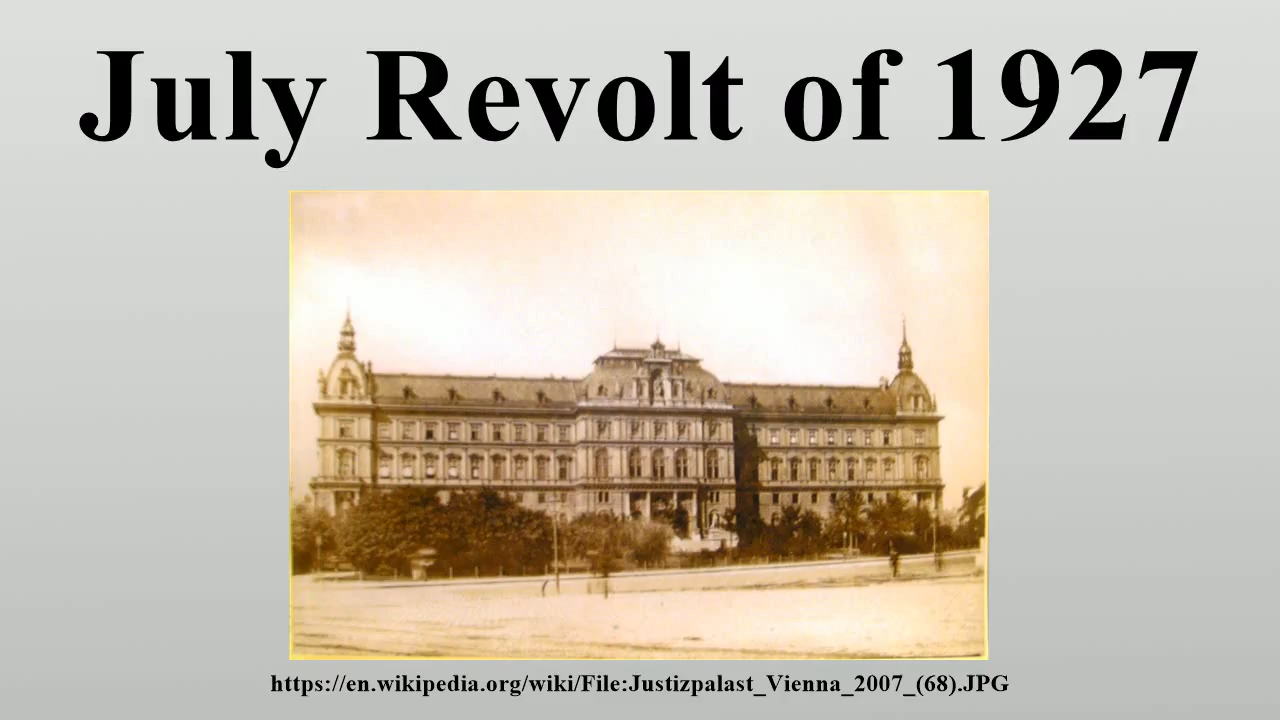 July Revolt of 1927
https://en.wikipedia.org/wiki/File:Justizpalast_Vienna_2007_(68).JPG